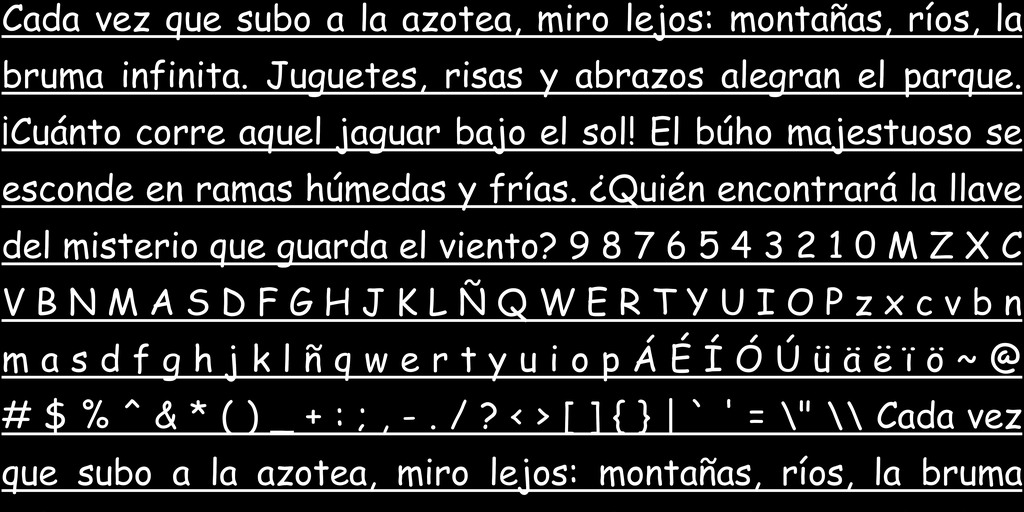 Cada vez que subo a la azotea, miro lejos: montañas, ríos, la
bruma infinita. Juguetes, risas y abrazos alegran el parque.
¡Cuánto corre aquel jaguar bajo el sol! El búho majestuoso se
esconde en ramas húmedas y frías. ¿Quién encontrará la llave
del misterio que guarda el viento? 9 8 7 6 5 4 3 2 1 0 M Z X C
V B N M A S D F G H J K L Ñ Q W E R T Y U I O P z x c v b n
m a s d f g h j k l ñ q w e r t y u i o p Á É Í Ó Ú ü ä ë ï ö ~ @
# $ % ^ & * ( ) _ + : ; , - . / ? < > [ ] { } | ` ' = \" \\ Cada vez
que subo a la azotea, miro lejos: montañas, ríos, la bruma